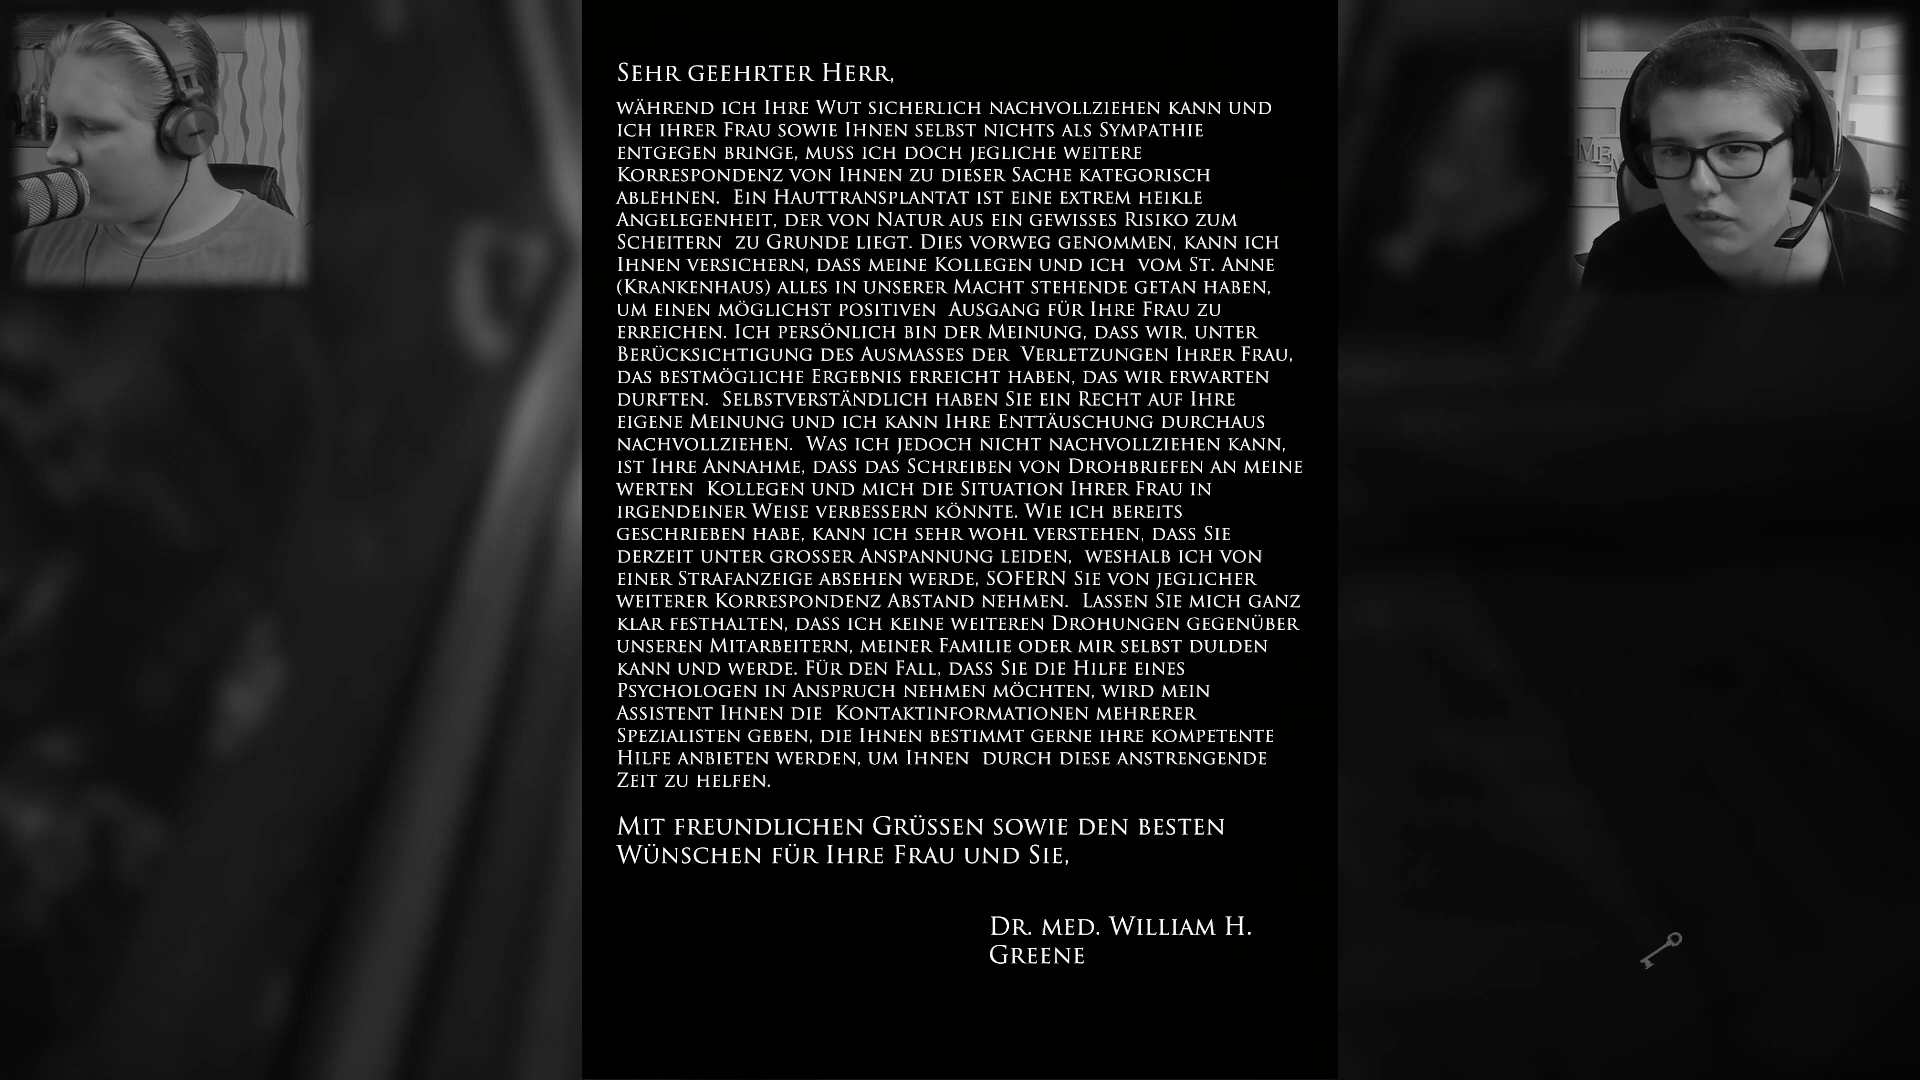 Sehr geehrter Herr,
während ich Ihre Wut sicherlich nachvollziehen kann und
ich ihrer Frau sowie Ihnen selbst nichts als Sympathie
entgegen bringe, muss ich doch jegliche weitere
Korrespondenz von Ihnen zu dieser Sache kategorisch
ablehnen. Ein Hauttransplantat ist eine extrem heikle
Angelegenheit, der von Natur aus ein gewisses Risiko zum
Scheitern zu Grunde liegt. Dies vorweg genommen, kann ich
Ihnen versichern, dass meine Kollegen und ich vom St. Anne
(Krankenhaus) alles in unserer Macht stehende getan haben,
um einen möglichst positiven Ausgang für Ihre Frau zu
erreichen. Ich persönlich bin der Meinung, dass wir, unter
Berücksichtigung des Ausmasses der Verletzungen Ihrer Frau,
das bestmögliche Ergebnis erreicht haben, das wir erwarten
durften. Selbstverständlich haben Sie ein Recht auf Ihre
eigene Meinung und ich kann Ihre Enttäuschung durchaus
nachvollziehen. Was ich jedoch nicht nachvollziehen kann,
ist Ihre Annahme, dass das Schreiben von Drohbriefen an meine
werten Kollegen und mich die Situation Ihrer Frau in
irgendeiner Weise verbessern könnte. Wie ich bereits
geschrieben habe, kann ich sehr wohl verstehen, dass Sie
derzeit unter grosser Anspannung leiden, weshalb ich von
einer Strafanzeige absehen werde, SOFERN Sie von jeglicher
weiterer Korrespondenz Abstand nehmen. Lassen Sie mich ganz
klar festhalten, dass ich keine weiteren Drohungen gegenüber
unseren Mitarbeitern, meiner Familie oder mir selbst dulden
kann und werde. Für den Fall, dass Sie die Hilfe eines
Psychologen in Anspruch nehmen möchten, wird mein
Assistent Ihnen die Kontaktinformationen mehrerer
Spezialisten geben, die Ihnen bestimmt gerne ihre kompetente
Hilfe anbieten werden, um Ihnen durch diese anstrengende
Zeit zu helfen.
Mit freundlichen Grüssen sowie den besten
Wünschen für Ihre Frau und Sie,
Dr. med. William H.
Greene